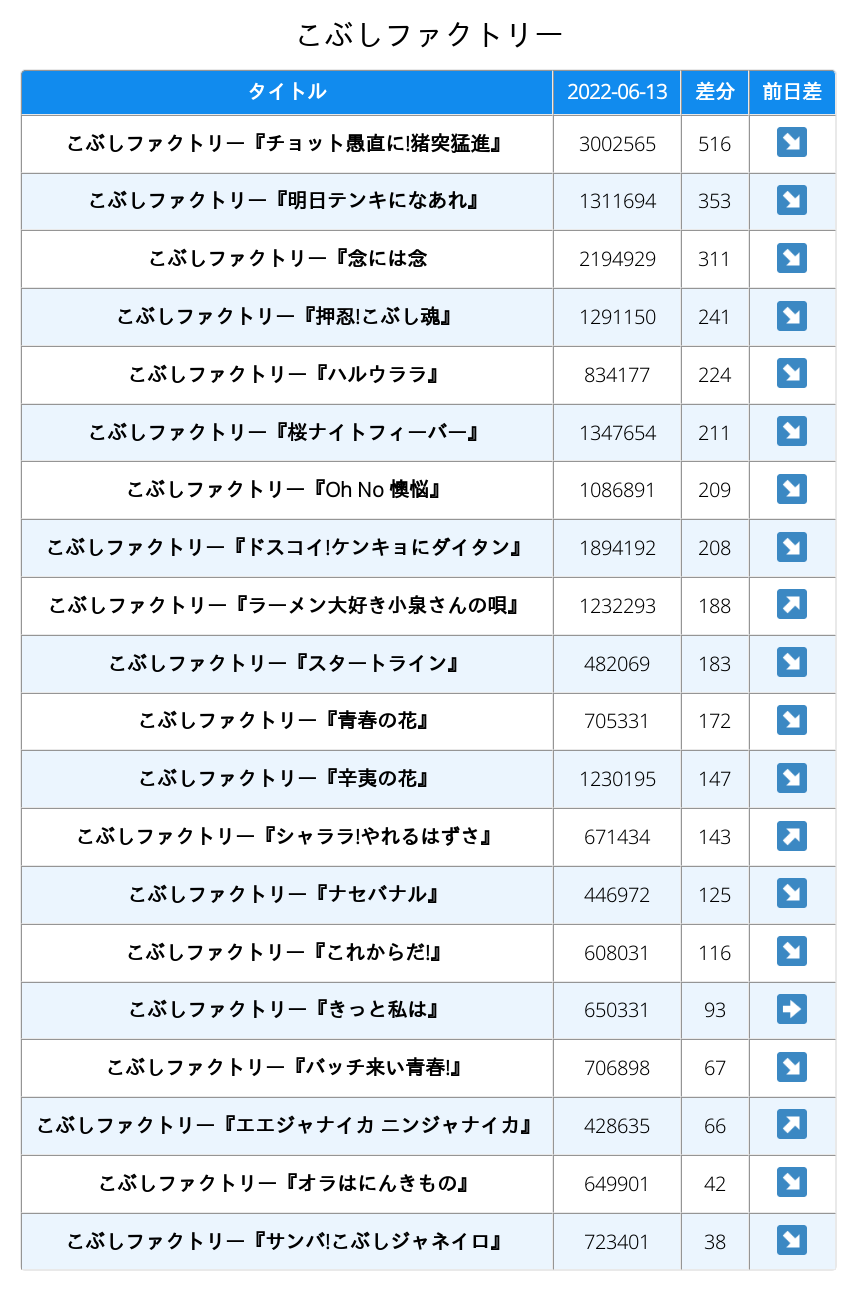 こぶしファクトリー
タイトル 2022-06-13 差分 前日差
こぶしファクトリー『チョット愚直に!猪突猛進』 3002565 516 ↘
こぶしファクトリー『明日テンキになあれ』 1311694 353 ↘
こぶしファクトリー『念には念 2194929 311 ↘
こぶしファクトリー『押忍!こぶし魂』 1291150 241 ↘
こぶしファクトリー『ハルウララ』 834177 224 ↘
こぶしファクトリー『桜ナイトフィーバー』 1347654 211 ↘
こぶしファクトリー『Oh No 懊悩』 1086891 209 ↘
こぶしファクトリー『ドスコイ!ケンキョにダイタン』 1894192 208 ↘
こぶしファクトリー『ラーメン大好き小泉さんの唄』 1232293 188 ↗
こぶしファクトリー『スタートライン』 482069 183 ↘
こぶしファクトリー『青春の花』 705331 172 ↘
こぶしファクトリー『辛夷の花』 1230195 147 ↘
こぶしファクトリー『シャララ!やれるはずさ』 671434 143 ↗
こぶしファクトリー『ナセバナル』 446972 125 ↘
こぶしファクトリー『これからだ!』 608031 116 ↘
こぶしファクトリー『きっと私は』 650331 93 ➡
こぶしファクトリー『バッチ来い青春!』 706898 67 ↘
こぶしファクトリー『エエジャナイカ ニンジャナイカ』 428635 66 ↗
こぶしファクトリー『オラはにんきもの』 649901 42 ↘
こぶしファクトリー『サンバ!こぶしジャネイロ』 723401 38 ↘